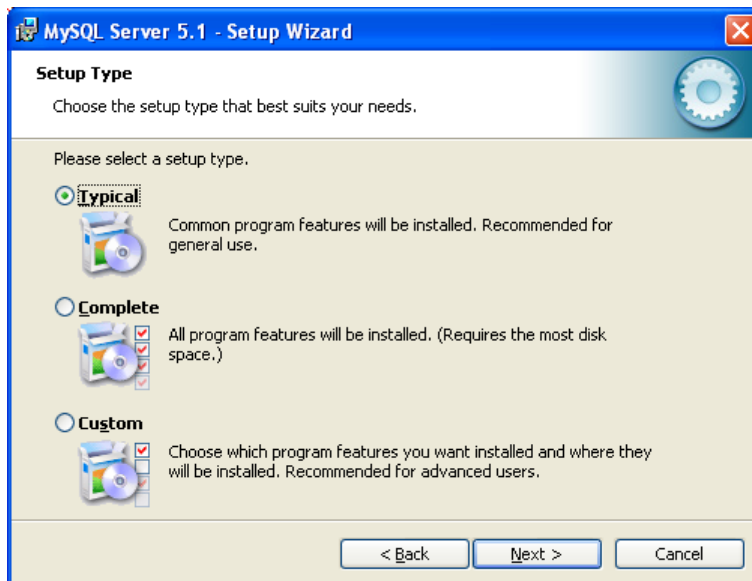 MySQL Server 5.1 - Setup Wizard
Setup Type
Choose the setup type that best suits your needs.
Please select a setup type.
Typical
Common program features will be installed. Recommended for
general use.
Complete
All program features will be installed. (Requires the most disk
space.)
Custom
Choose which program features you want installed and where they
will be installed. Recommended for advanced users.
< Back Next > Cancel